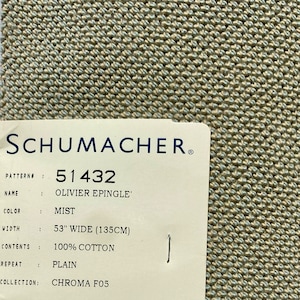 SCHUMACHER®
PATTERN# : 51432
NAME : OLIVIER EPINGLE'
COLOR : MIST
WIDTH : 53" WIDE (135CM)
CONTENTS : 100% COTTON
REPEAT : PLAIN
COLLECTION: CHROMA F05